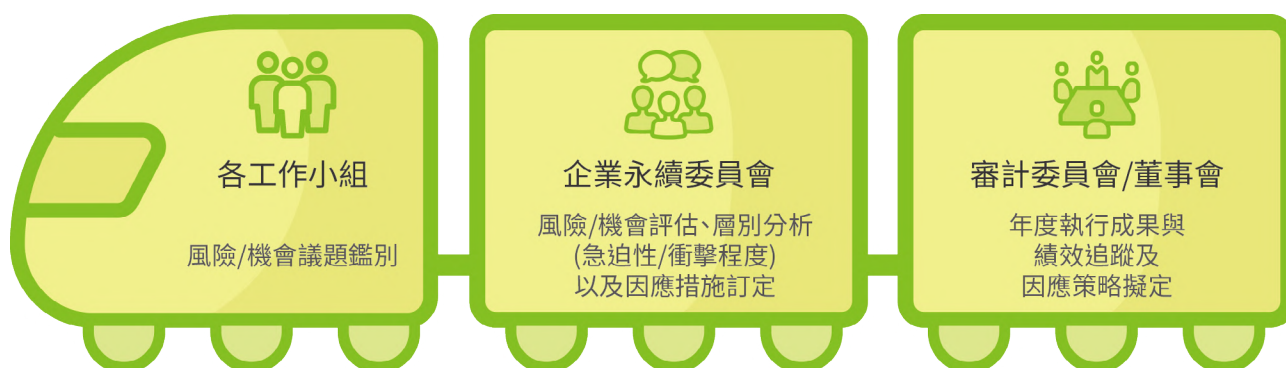 各工作小組
風險/機會議題鑑別
企業永續委員會
風險/機會評估、層別分析
(急迫性/衝擊程度)
以及因應措施訂定
審計委員會/董事會
年度執行成果與
績效追蹤及
因應策略擬定